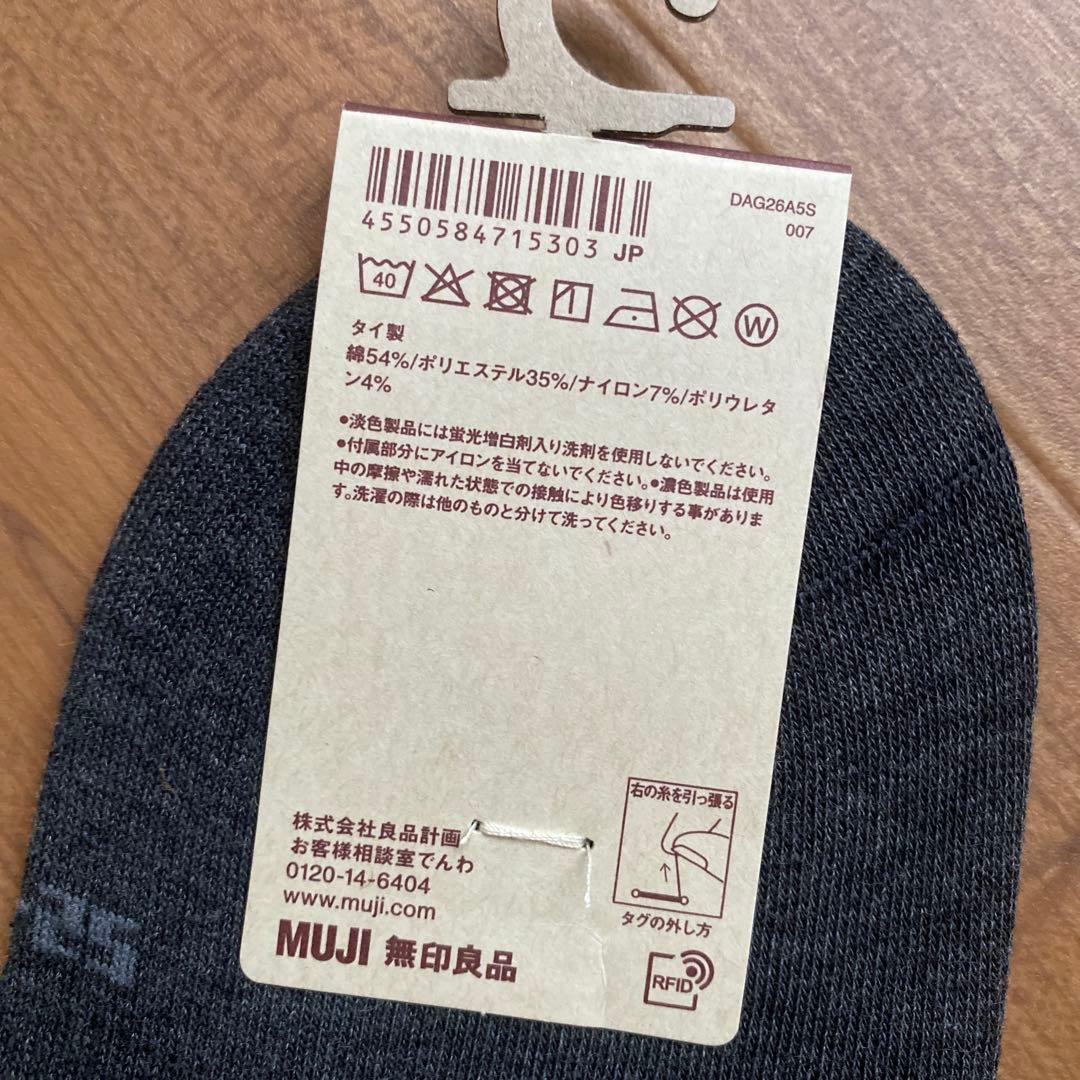 4550584715303 JP
DAG26A5S
007
40
W
タイ製
綿54%/ポリエステル35%/ナイロン7%/ポリウレタ
ン4%
●淡色製品には蛍光増白剤入り洗剤を使用しないでください。
●付属部分にアイロンを当てないでください。●濃色製品は使用
中の摩擦や濡れた状態での接触により色移りする事がありま
す。洗濯の際は他のものと分けて洗ってください。
株式会社良品計画
お客様相談室でんわ
0120-14-6404
www.muji.com
MUJI 無印良品
右の糸を引っ張る
タグの外し方
RFID
25